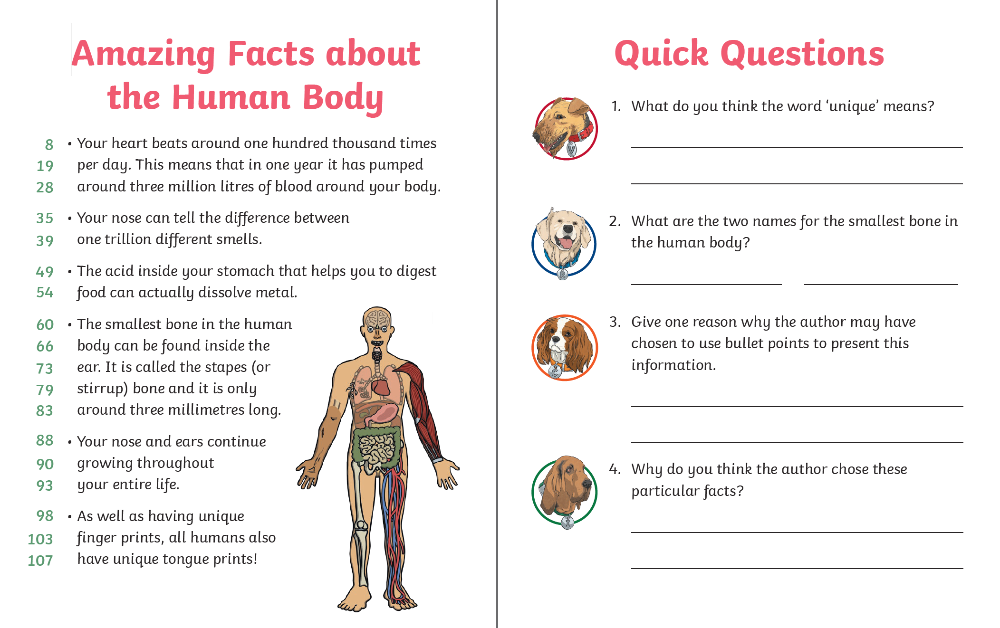 Amazing Facts about
the Human Body
8 • Your heart beats around one hundred thousand times
19 per day. This means that in one year it has pumped
28 around three million litres of blood around your body.
35 • Your nose can tell the difference between
39 one trillion different smells.
49 • The acid inside your stomach that helps you to digest
54 food can actually dissolve metal.
60 • The smallest bone in the human
66 body can be found inside the
73 ear. It is called the stapes (or
79 stirrup) bone and it is only
83 around three millimetres long.
88 • Your nose and ears continue
90 growing throughout
93 your entire life.
98 • As well as having unique
103 finger prints, all humans also
107 have unique tongue prints!
Quick Questions
V
1. What do you think the word ‘unique’ means?
R
2. What are the two names for the smallest bone in
the human body?
C
3. Give one reason why the author may have
chosen to use bullet points to present this
information.
I
4. Why do you think the author chose these
particular facts?